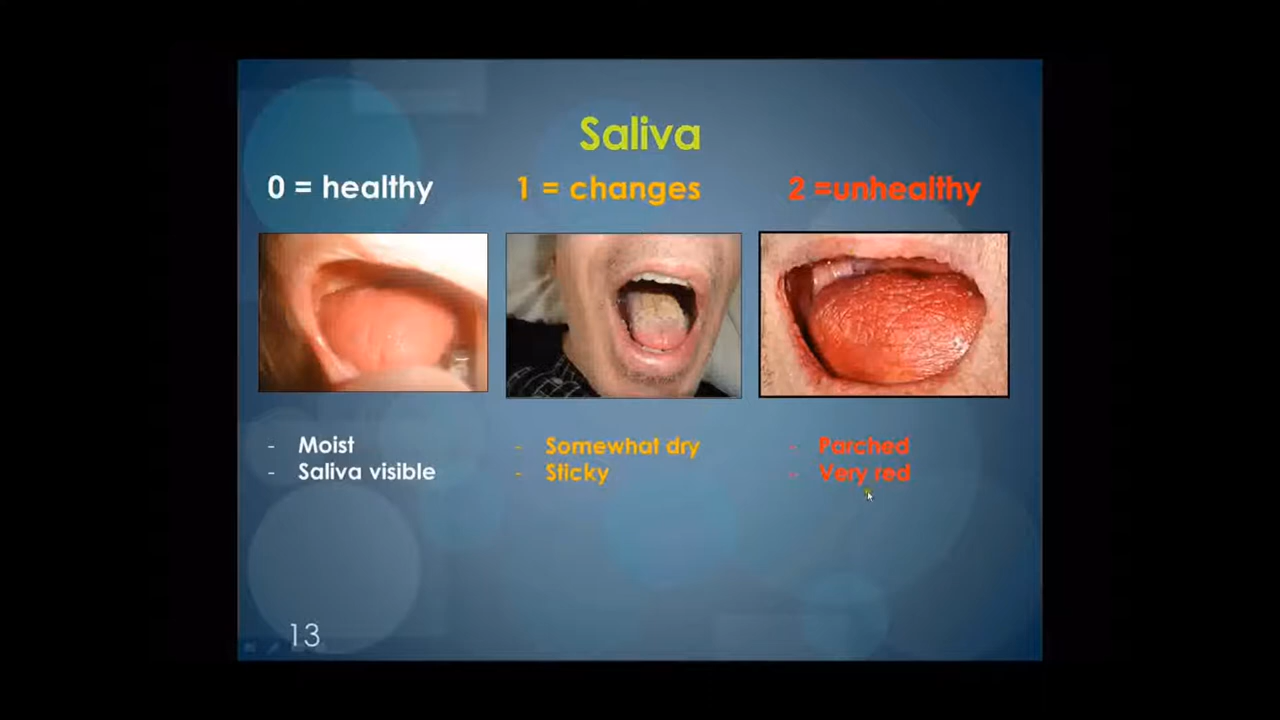 Saliva
0 = healthy
1 = changes
2 =unhealthy
- Moist
- Saliva visible
- Somewhat dry
- Sticky
- Parched
- Very red
13